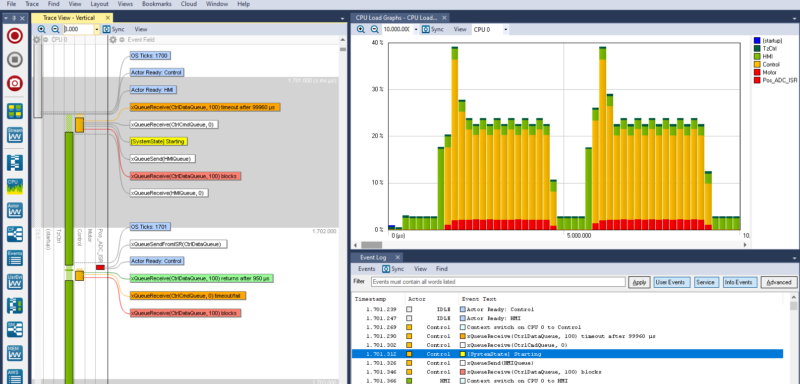 File Trace Find Views Layers Bookmarks Cloud Window Help
Trace View - Vertical
Sync View
CPU 0 Event Field
OS Ticks: 1700
Actor Ready: Control
Actor Ready: HMI
xQueueReceive(CtrlDataQueue, 100) timeout after 99960 µs
xQueueReceive(CtrlCmdQueue, 0)
[SystemState] Starting
xQueueSend(HMIQueue)
xQueueReceive(CtrlDataQueue, 100) blocks
xQueueReceive(HMIQueue, 0)
1.702.000
OS Ticks: 1701
xQueueSendFromISR(CtrlDataQueue)
Actor Ready: Control
xQueueReceive(CtrlDataQueue, 100) returns after 950 µs
xQueueReceive(CtrlCmdQueue, 0) timeout/fail
xQueueReceive(CtrlDataQueue, 100) blocks
(startup)
TzCtrl
Control
Motor
Pos_ADC_ISR
Stream
CPU
Actor
Events
UserEvt
MEM
AWS
CPU Load Graphs - CPU Load...
10.000.000 Sync View CPU 0
40 %
30 %
20 %
10 %
0 %
0 (µs) 5.000.000 10.
(startup)
TzCtrl
HMI
Control
Motor
Pos_ADC_ISR
Event Log
Events Sync View Find
Filter Events must contain all words listed Apply User Events Service Info Events Advanced
Timestamp Actor Event Text
1.701.239 IDLE Actor Ready: Control
1.701.247 IDLE Actor Ready: HMI
1.701.269 Control Context switch on CPU 0 to Control
1.701.290 Control xQueueReceive(CtrlDataQueue, 100) timeout after 99960 µs
1.701.302 Control xQueueReceive(CtrlCmdQueue, 0)
1.701.312 Control [SystemState] Starting
1.701.326 Control xQueueSend(HMIQueue)
1.701.346 Control xQueueReceive(CtrlDataQueue, 100) blocks
1.701.366 HMI Context switch on CPU 0 to HMI